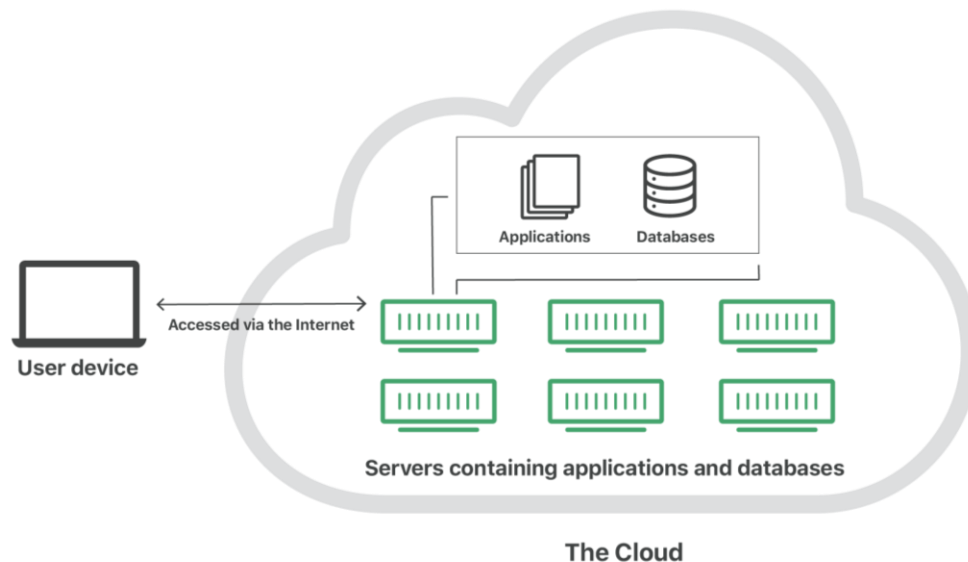 Applications
Databases
Accessed via the Internet
User device
Servers containing applications and databases
The Cloud